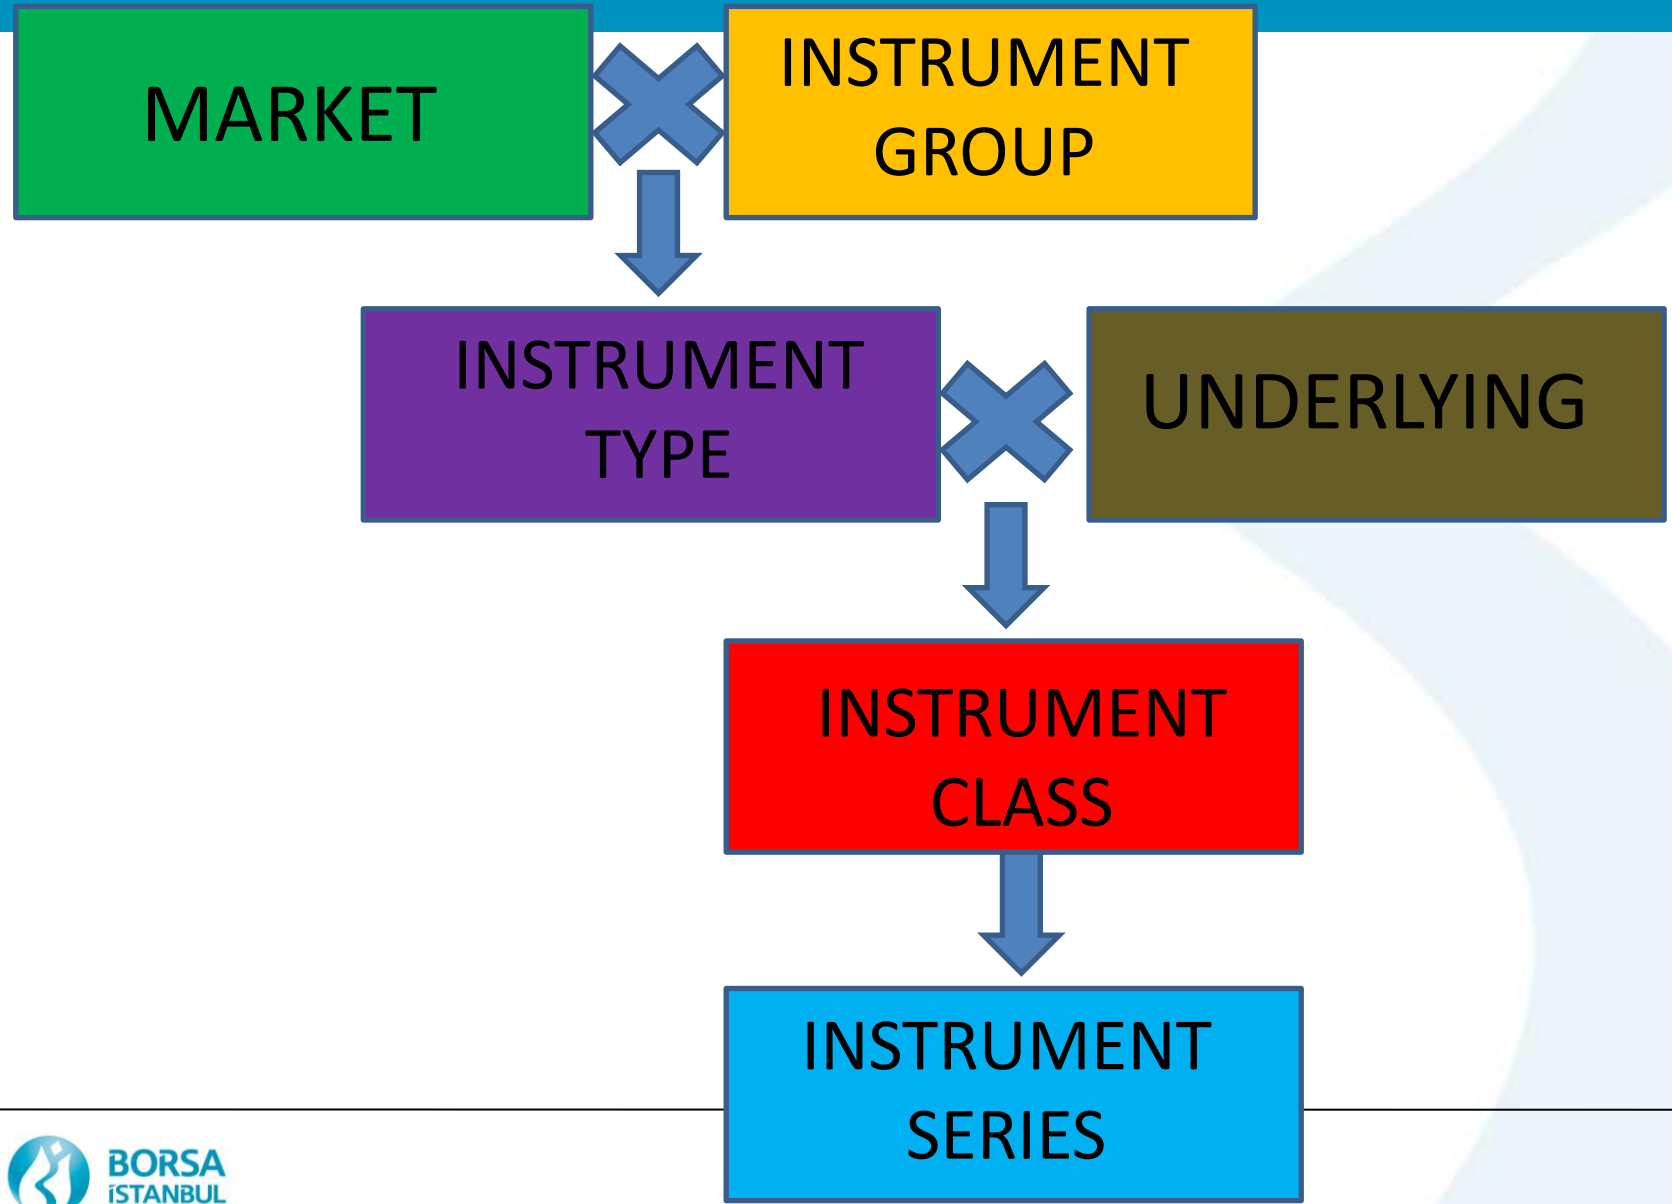 MARKET
INSTRUMENT
GROUP
INSTRUMENT
TYPE
UNDERLYING
INSTRUMENT
CLASS
INSTRUMENT
SERIES
BORSA
İSTANBUL